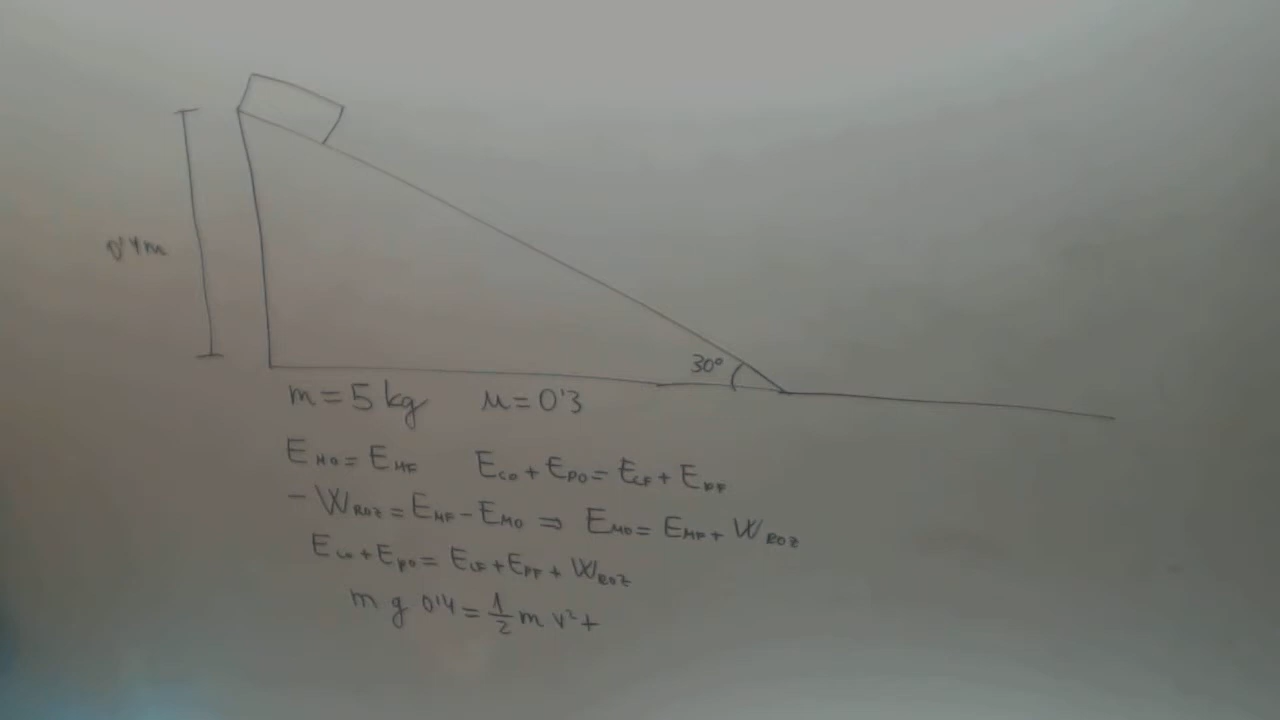 0'4m
30°
m = 5 kg μ = 0'3
E_M0 = E_MF E_C0 + E_P0 = E_CF + E_PF
- W_ROZ = E_MF - E_M0 ⇒ E_M0 = E_MF + W_ROZ
E_C0 + E_P0 = E_CF + E_PF + W_ROZ
m g 0'4 = 1/2 m v² +